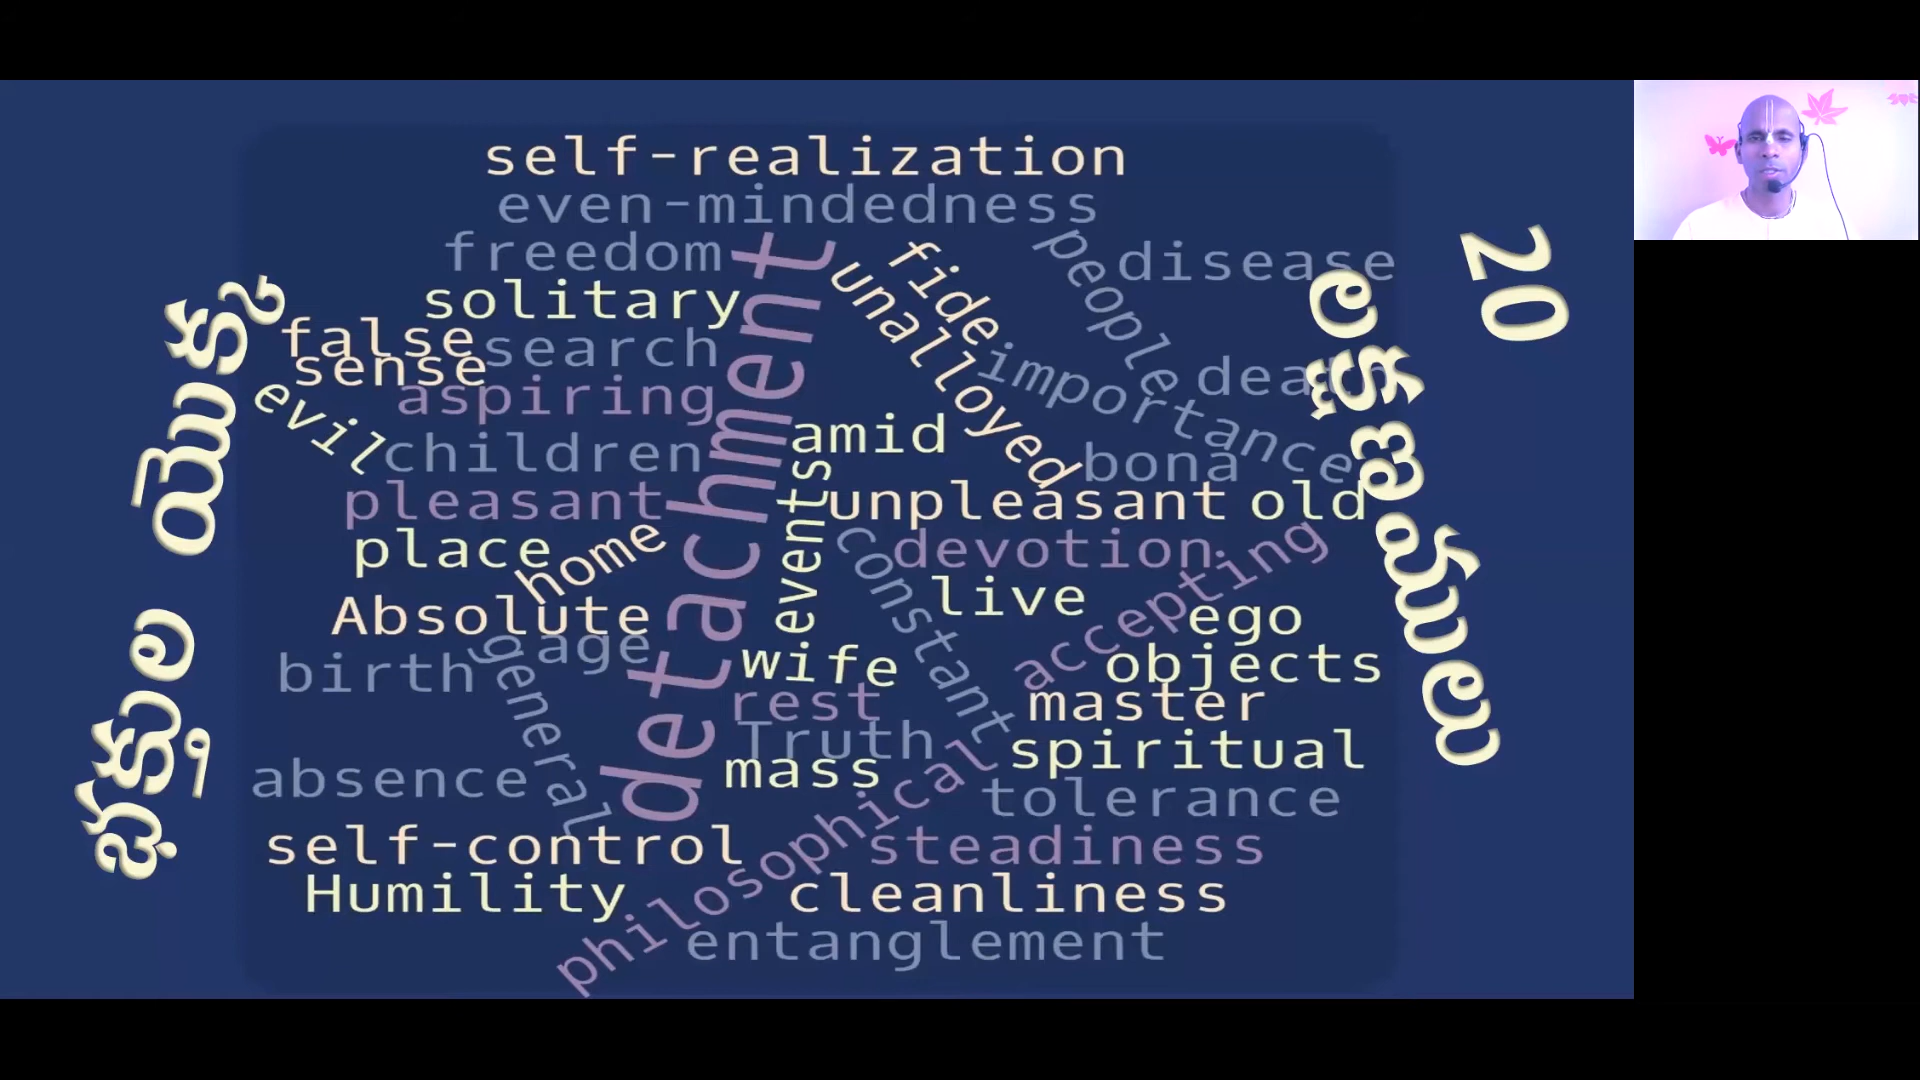 భక్తుల యొక్క
20 లక్షణములు
self-realization
even-mindedness
freedom
detachment
fide
unalloyed
people
disease
solitary
false
search
sense
importance
aspiring
evil
amid
children
bona
pleasant
events
unpleasant
old
place
home
constant
devotion
accepting
live
Absolute
age
ego
birth
general
wife
objects
rest
master
Truth
spiritual
mass
absence
philosophical
tolerance
self-control
steadiness
Humility
cleanliness
entanglement